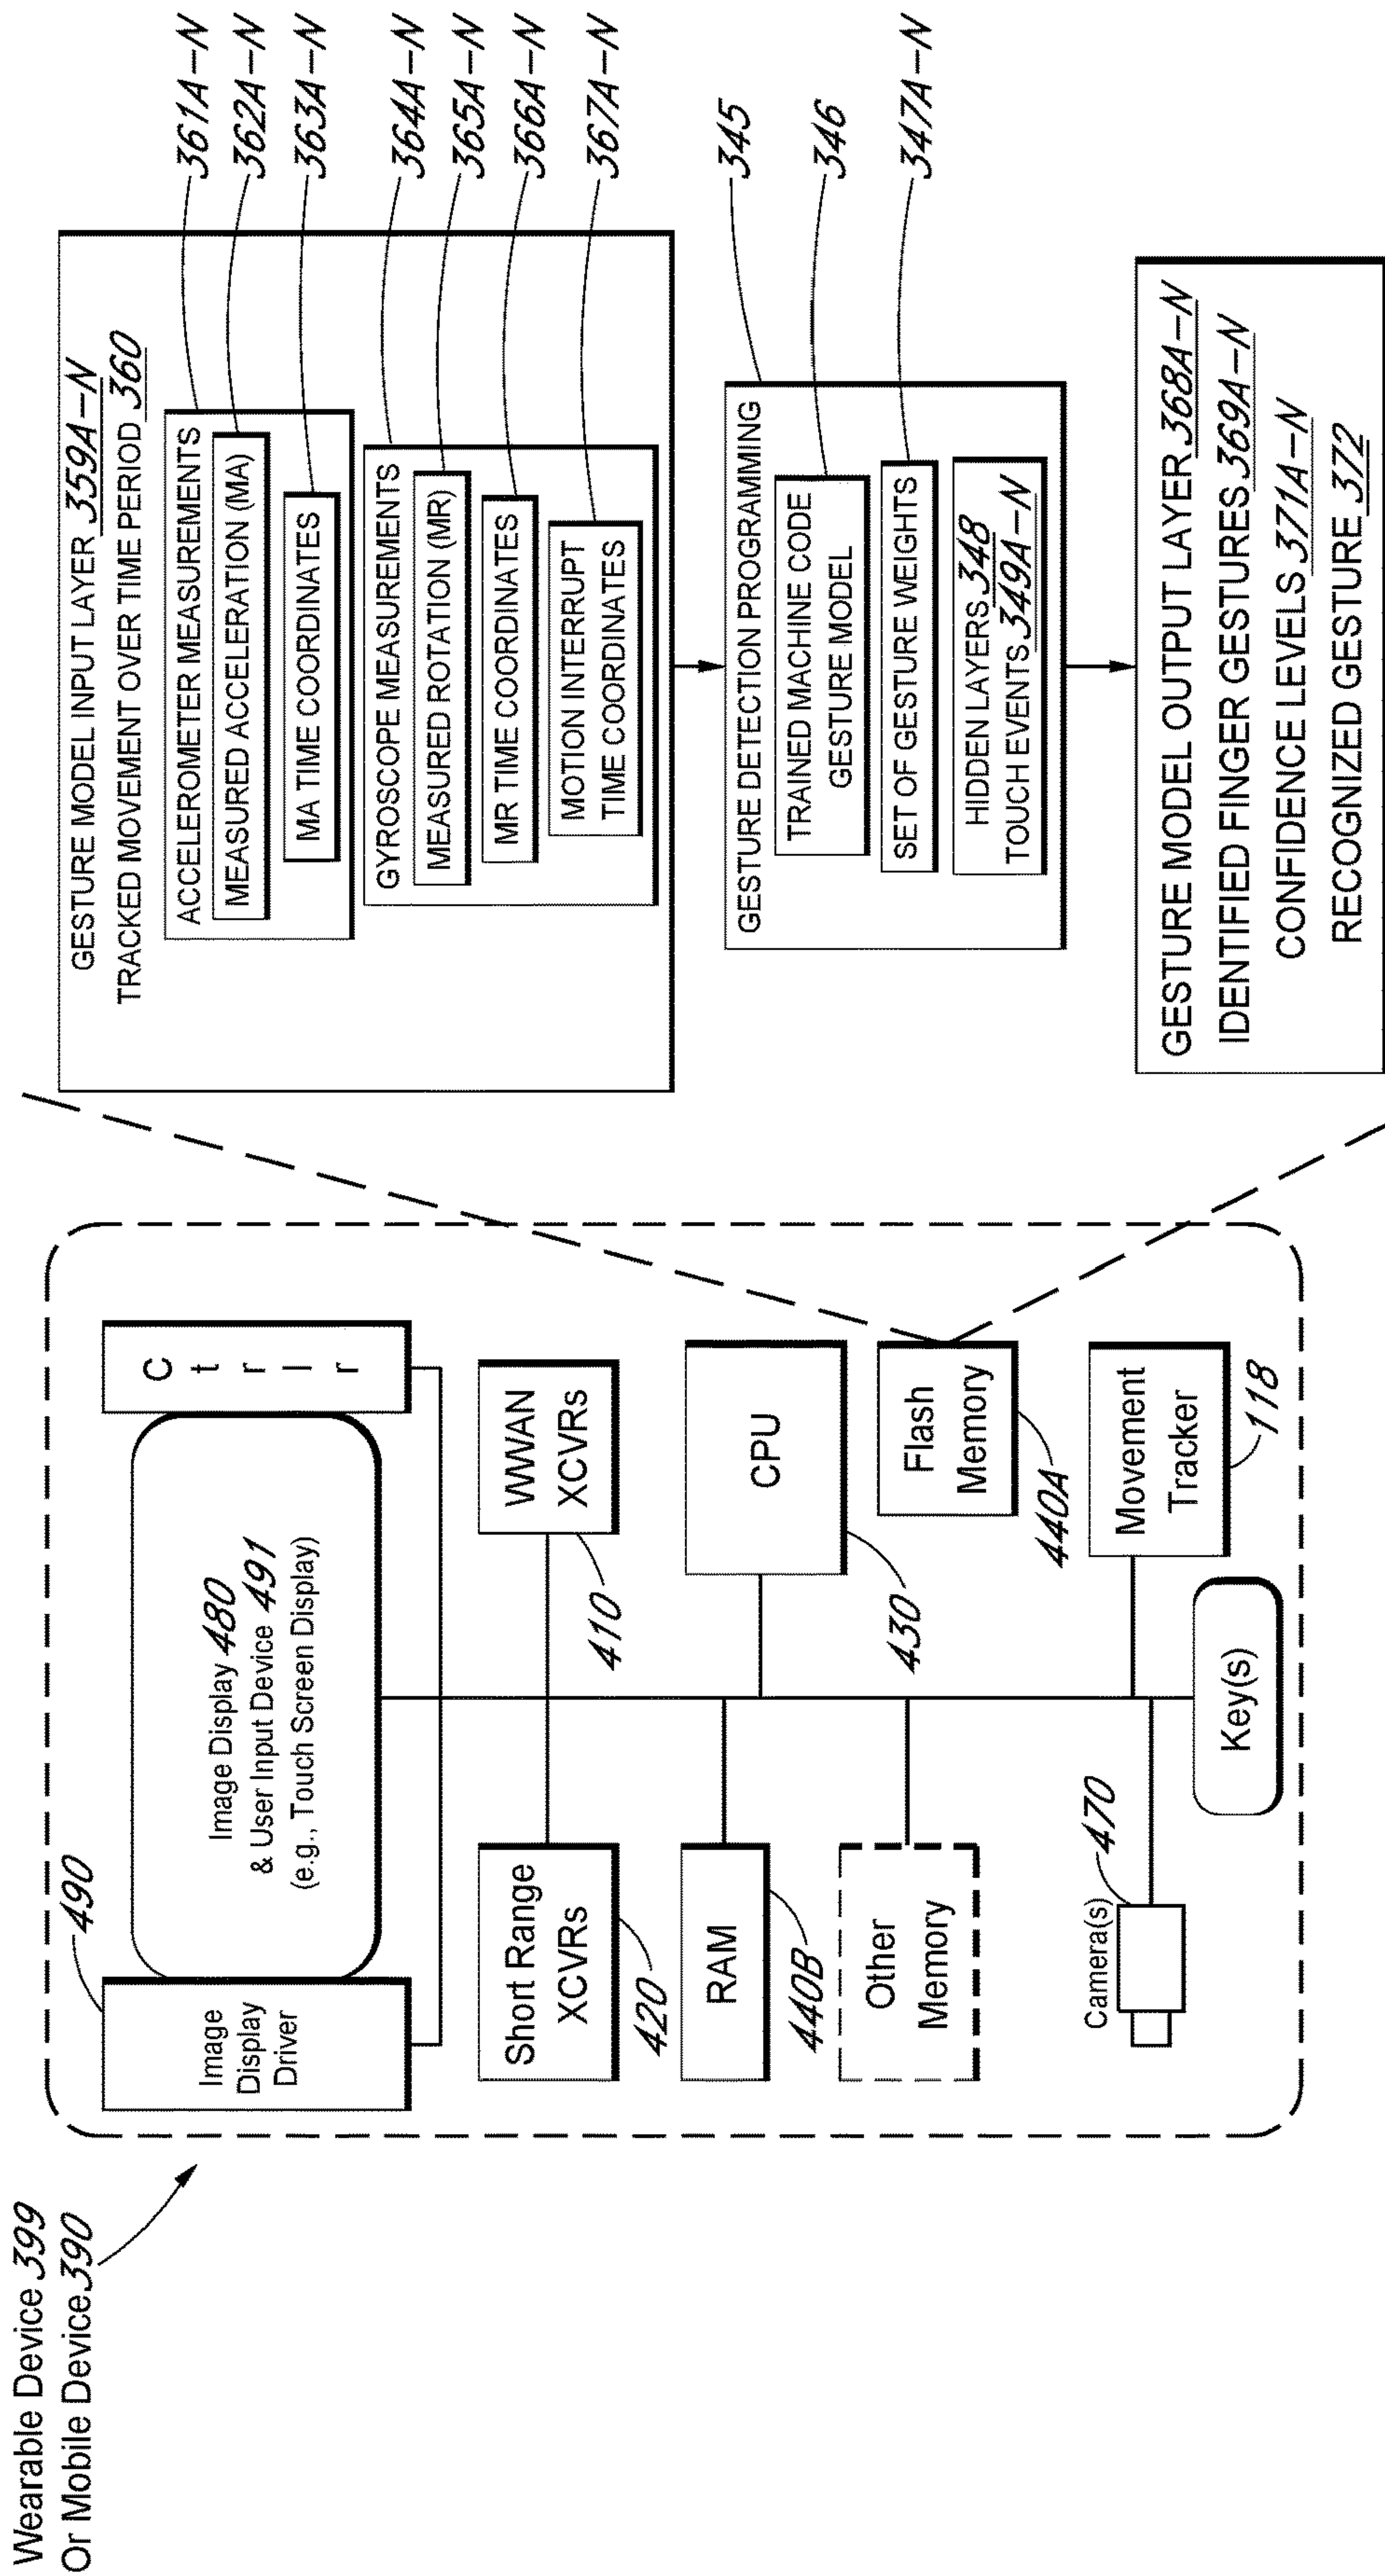 Wearable Device 399
Or Mobile Device 390
490
Image
Display
Driver
Image Display 480
& User Input Device 491
(e.g., Touch Screen Display)
C
t
r
l
r
Short Range
XCVRs
420
WWAN
XCVRs
410
RAM
440B
CPU
430
Other
Memory
Flash
Memory
440A
Camera(s)
470
Movement
Tracker
118
Key(s)
GESTURE MODEL INPUT LAYER 359A-N
TRACKED MOVEMENT OVER TIME PERIOD 360
ACCELEROMETER MEASUREMENTS
361A-N
MEASURED ACCELERATION (MA)
362A-N
MA TIME COORDINATES
363A-N
GYROSCOPE MEASUREMENTS
364A-N
MEASURED ROTATION (MR)
365A-N
MR TIME COORDINATES
366A-N
MOTION INTERRUPT
TIME COORDINATES
367A-N
GESTURE DETECTION PROGRAMMING
345
TRAINED MACHINE CODE
GESTURE MODEL
346
SET OF GESTURE WEIGHTS
347A-N
HIDDEN LAYERS 348
TOUCH EVENTS 349A-N
GESTURE MODEL OUTPUT LAYER 368A-N
IDENTIFIED FINGER GESTURES 369A-N
CONFIDENCE LEVELS 371A-N
RECOGNIZED GESTURE 372